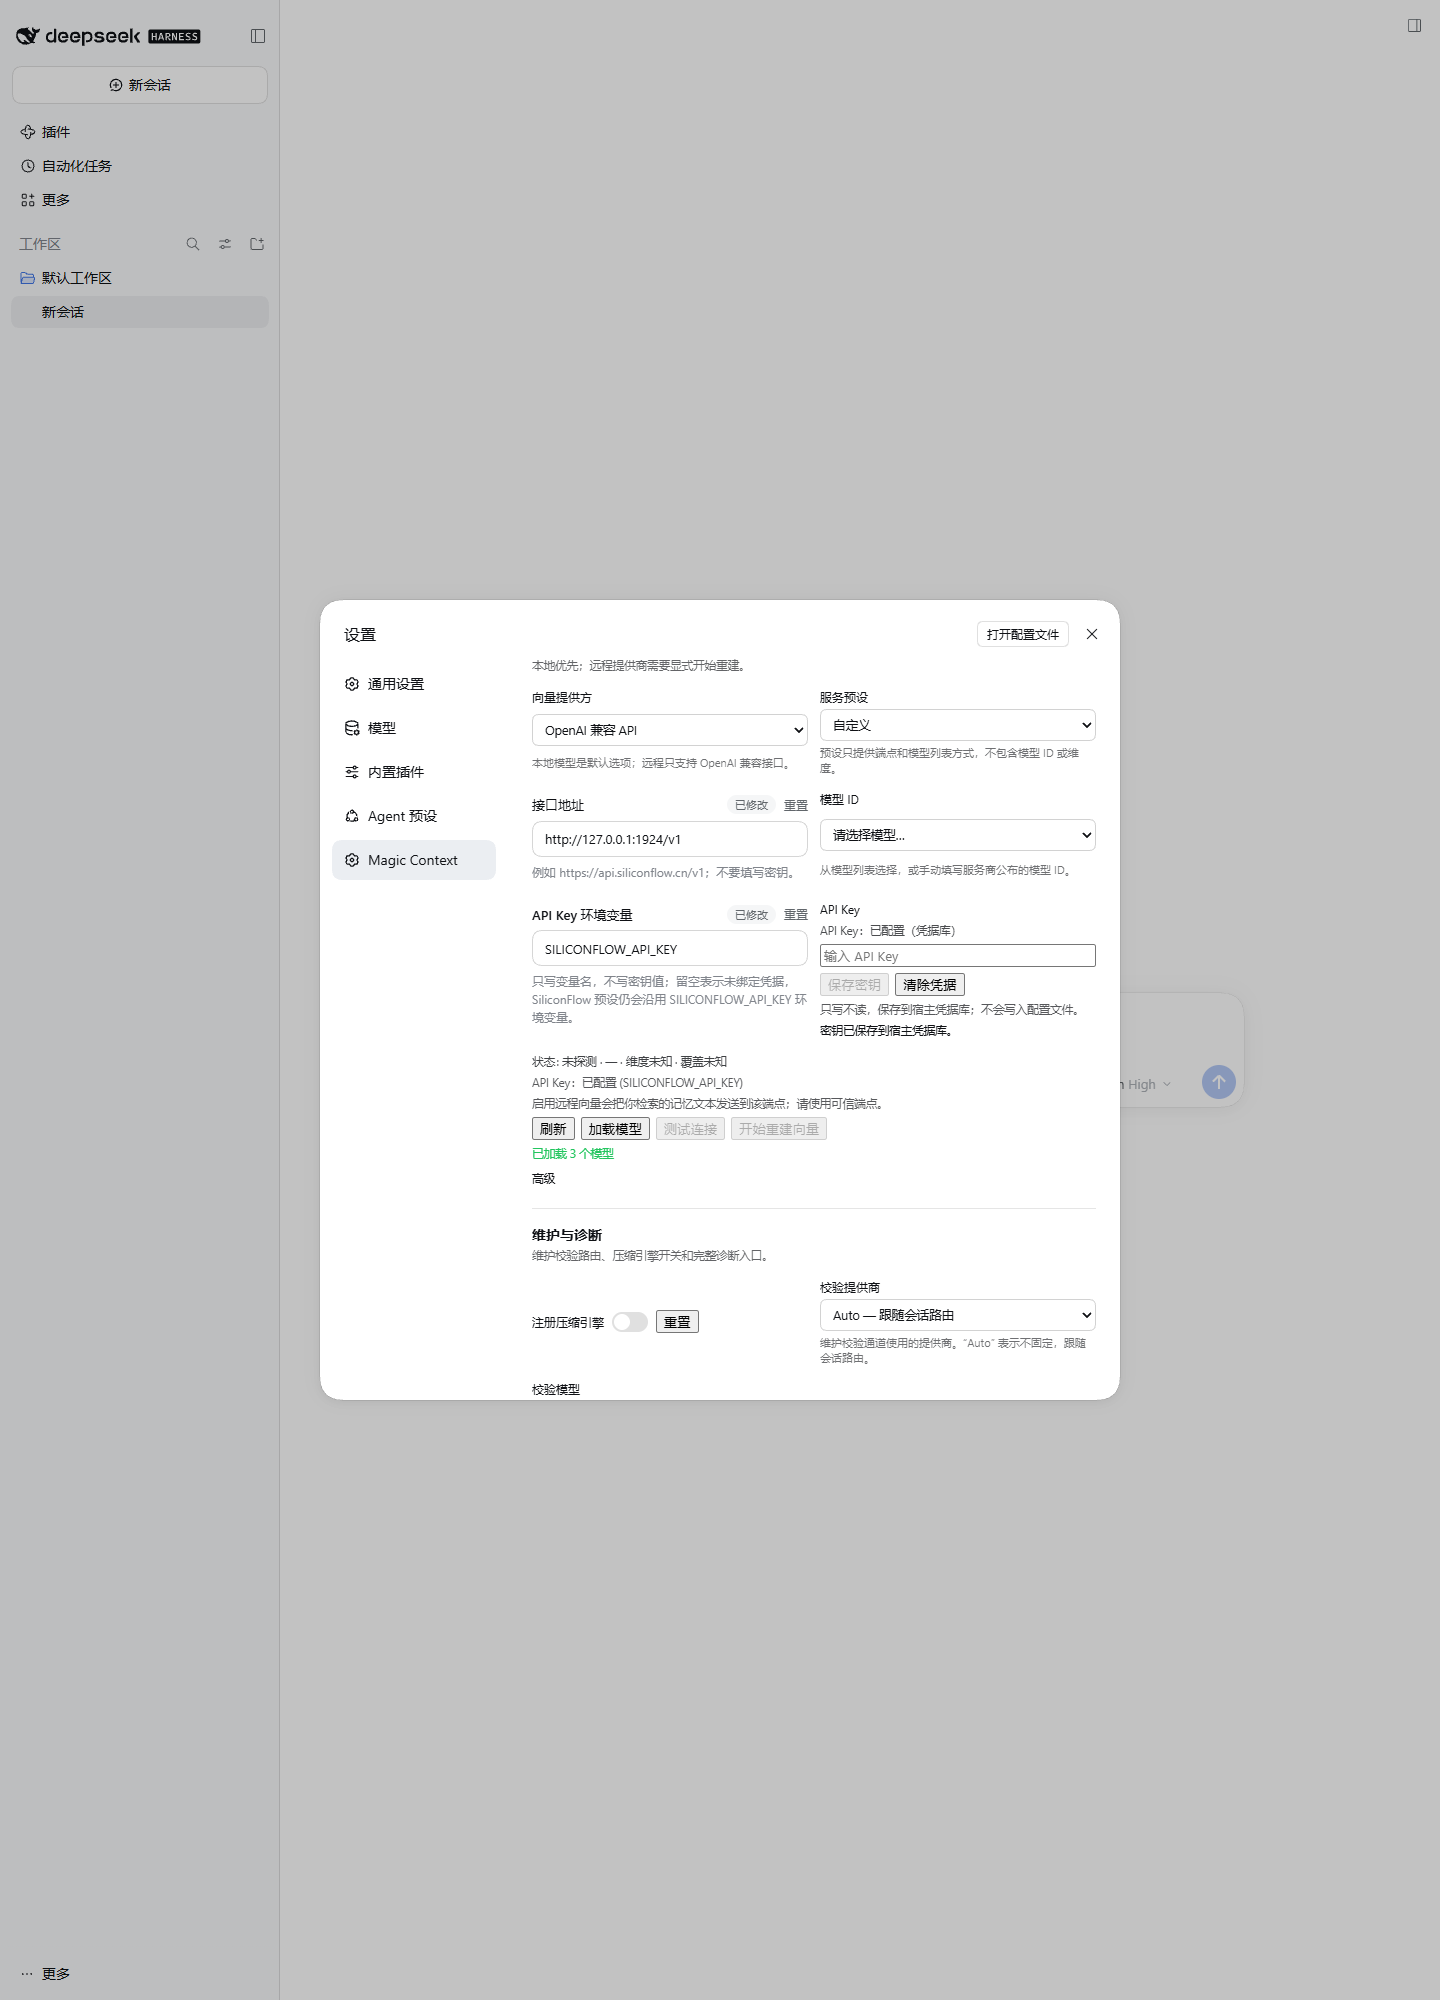 deepseek HARNESS
新会话
插件
自动化任务
更多
工作区
默认工作区
新会话
设置
打开配置文件
通用设置
模型
内置插件
Agent 预设
Magic Context
本地优先；远程提供商需要显式开始重建。
向量提供方
OpenAI 兼容 API
本地模型是默认选项；远程只支持 OpenAI 兼容接口。
服务预设
自定义
预设只提供端点和模型列表方式，不包含模型 ID 或维
度。
接口地址
已修改 重置
http://127.0.0.1:1924/v1
例如 https://api.siliconflow.cn/v1；不要填写密钥。
模型 ID
请选择模型...
从模型列表选择，或手动填写服务商公布的模型 ID。
API Key 环境变量
已修改 重置
SILICONFLOW_API_KEY
只写变量名，不写密钥值；留空表示未绑定凭据，
SiliconFlow 预设仍会沿用 SILICONFLOW_API_KEY 环
境变量。
API Key
API Key：已配置（凭据库）
输入 API Key
保存密钥 清除凭据
只写不读，保存到宿主凭据库；不会写入配置文件。
密钥已保存到宿主凭据库。
状态: 未探测 · — · 维度未知 · 覆盖未知
API Key：已配置 (SILICONFLOW_API_KEY)
启用远程向量会把你检索的记忆文本发送到该端点；请使用可信端点。
刷新 加载模型 测试连接 开始重建向量
已加载 3 个模型
高级
维护与诊断
维护校验路由、压缩引擎开关和完整诊断入口。
注册压缩引擎
重置
校验提供商
Auto — 跟随会话路由
维护校验通道使用的提供商。"Auto" 表示不固定，跟随
会话路由。
校验模型
High
更多